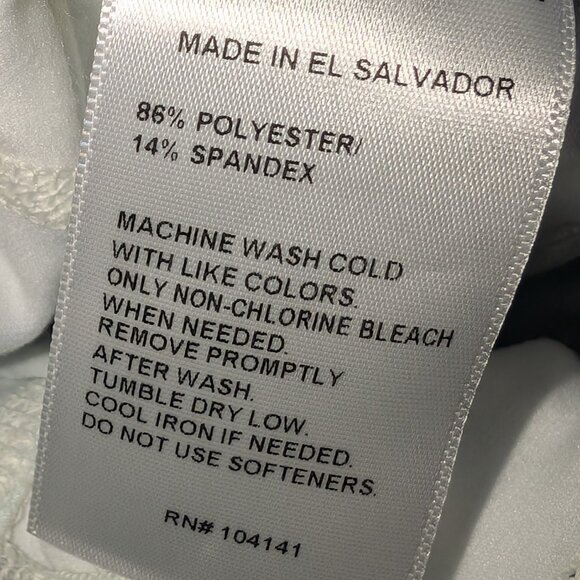 MADE IN EL SALVADOR
86% POLYESTER/
14% SPANDEX
MACHINE WASH COLD
WITH LIKE COLORS.
ONLY NON-CHLORINE BLEACH
WHEN NEEDED.
REMOVE PROMPTLY
AFTER WASH.
TUMBLE DRY LOW.
COOL IRON IF NEEDED.
DO NOT USE SOFTENERS.
RN# 104141